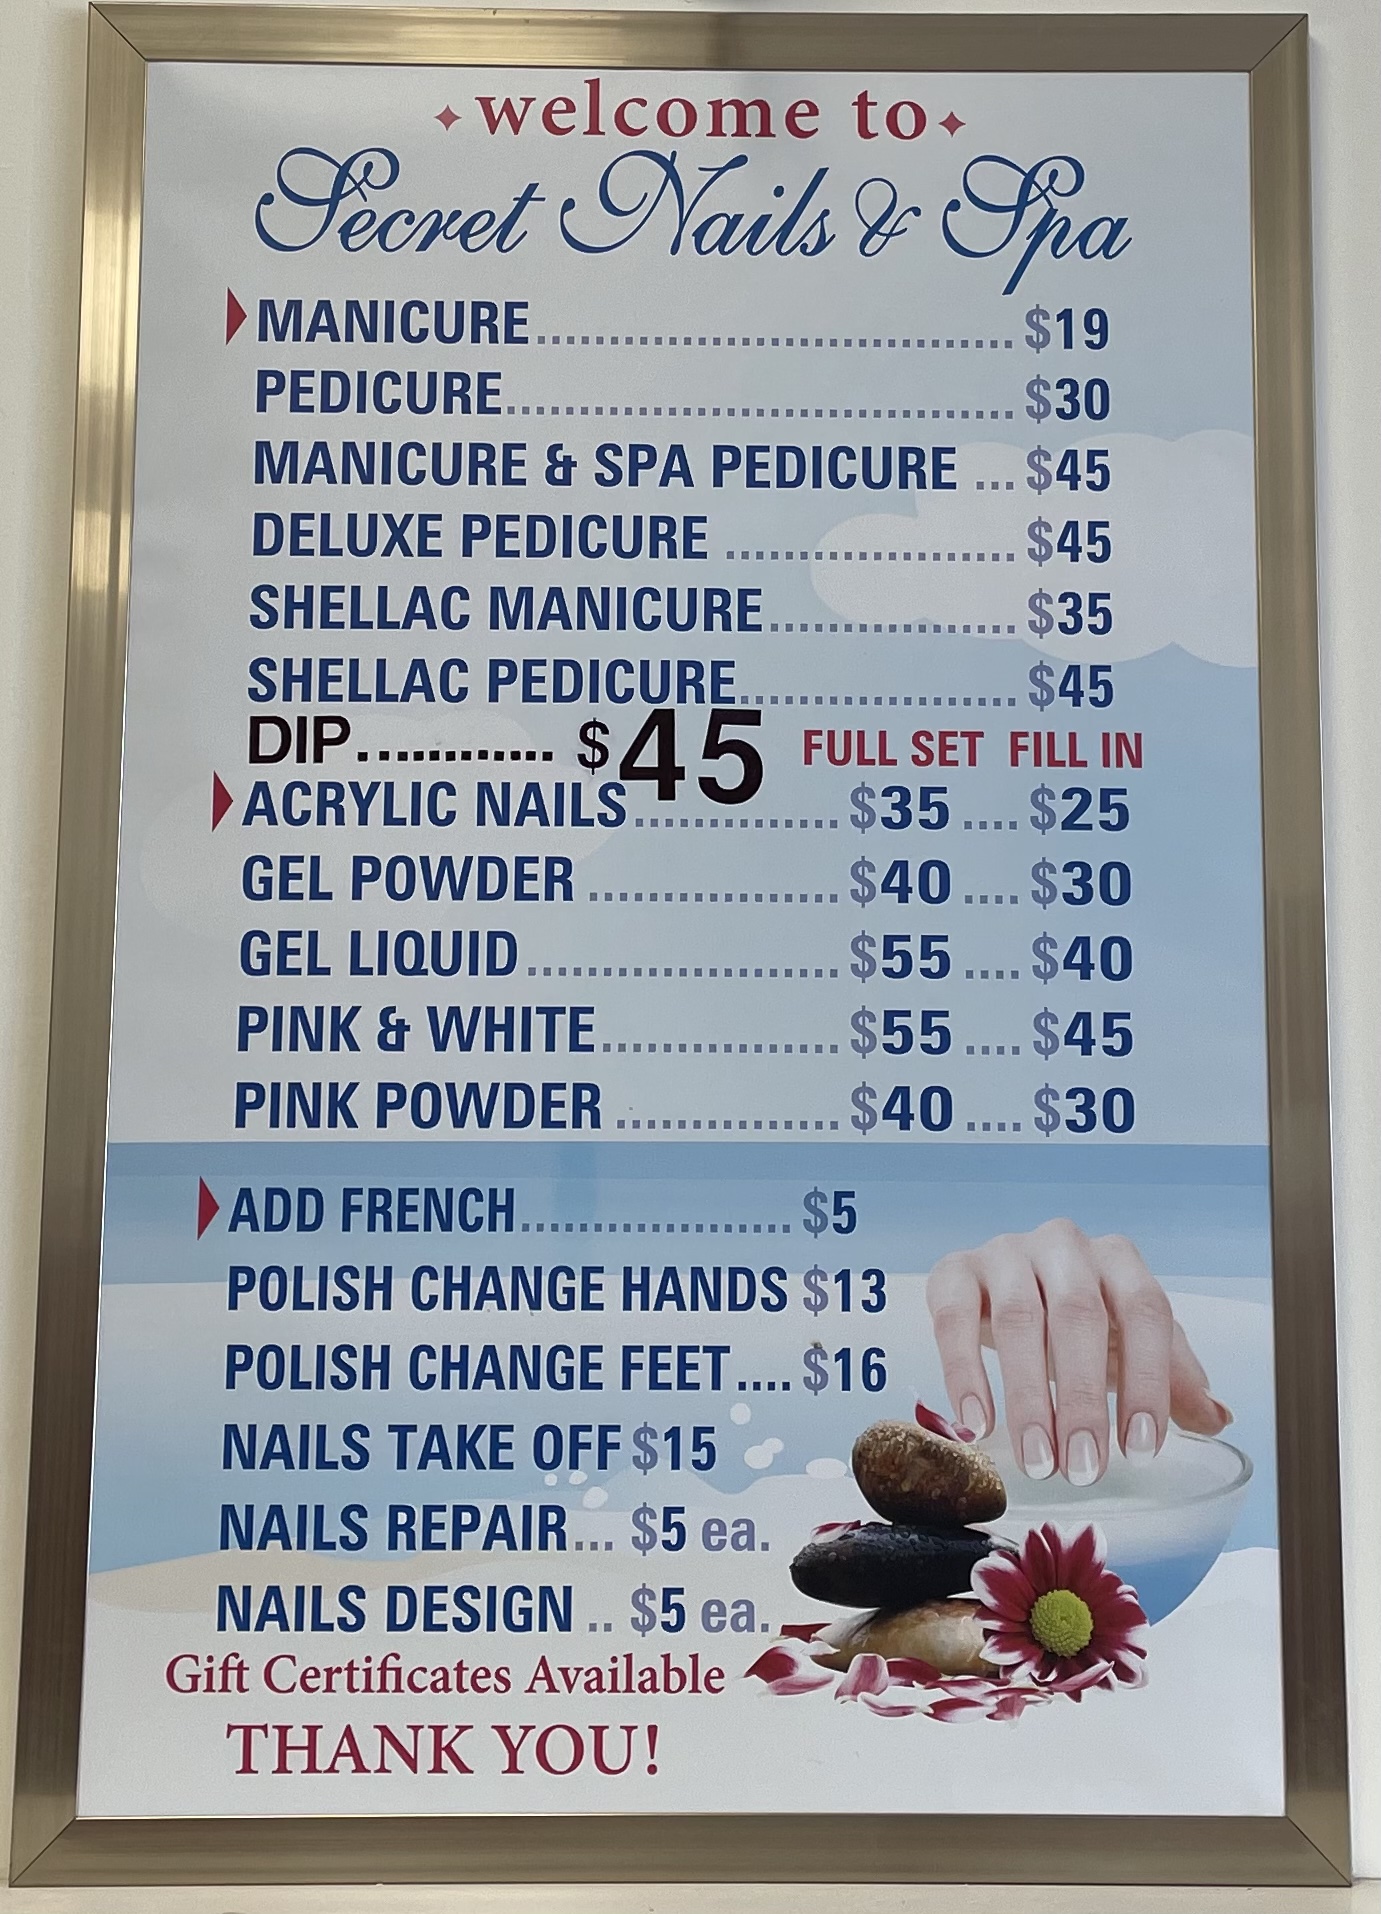 welcome to
Secret Nails & Spa
MANICURE................................. $19
PEDICURE................................... $30
MANICURE & SPA PEDICURE ... $45
DELUXE PEDICURE .................... $45
SHELLAC MANICURE................. $35
SHELLAC PEDICURE................... $45
DIP............ $45 FULL SET FILL IN
ACRYLIC NAILS.............. $35 .... $25
GEL POWDER ................. $40 .... $30
GEL LIQUID..................... $55 .... $40
PINK & WHITE................ $55 .... $45
PINK POWDER ............... $40 .... $30
ADD FRENCH................... $5
POLISH CHANGE HANDS $13
POLISH CHANGE FEET.... $16
NAILS TAKE OFF $15
NAILS REPAIR... $5 ea.
NAILS DESIGN .. $5 ea.
Gift Certificates Available
THANK YOU!